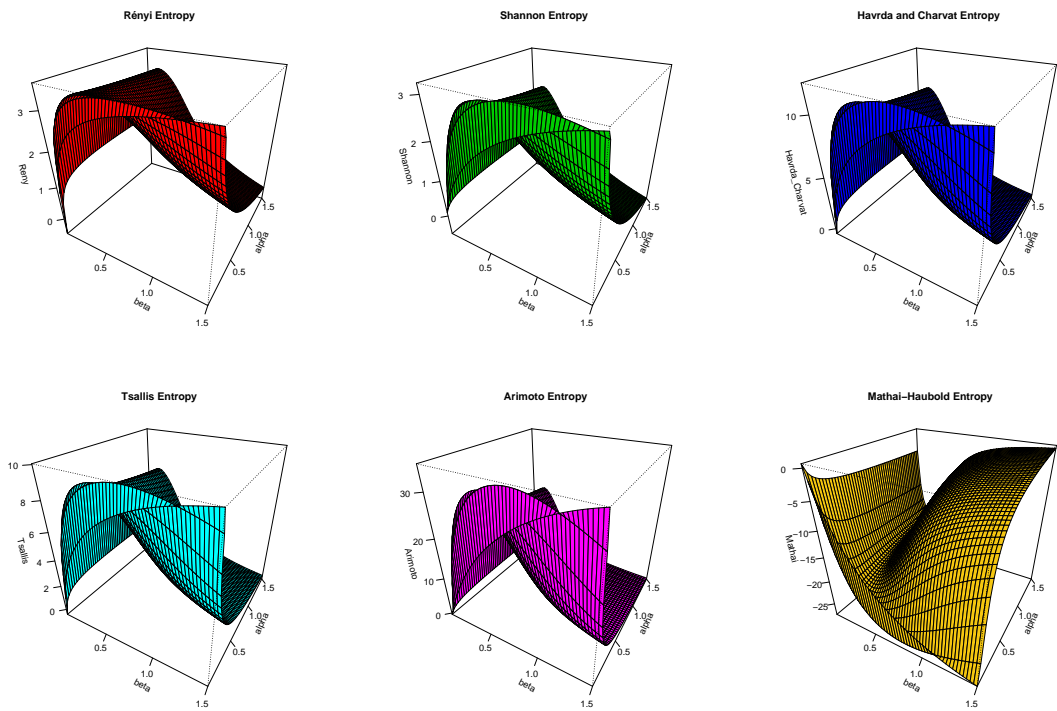 Rényi Entropy
3
2
1
0
Reny
0.5
1.0
1.5
beta
0.5
1.0
1.5
alpha
Shannon Entropy
3
2
1
0
Shannon
0.5
1.0
1.5
beta
0.5
1.0
1.5
alpha
Havrda and Charvat Entropy
10
5
0
Havrda_Charvat
0.5
1.0
1.5
beta
0.5
1.0
1.5
alpha
Tsallis Entropy
10
8
6
4
2
0
Tsallis
0.5
1.0
1.5
beta
0.5
1.0
1.5
alpha
Arimoto Entropy
30
20
10
0
Arimoto
0.5
1.0
1.5
beta
0.5
1.0
1.5
alpha
Mathai−Haubold Entropy
0
−5
−10
−15
−20
−25
Mathai
0.5
1.0
1.5
beta
0.5
1.0
1.5
alpha